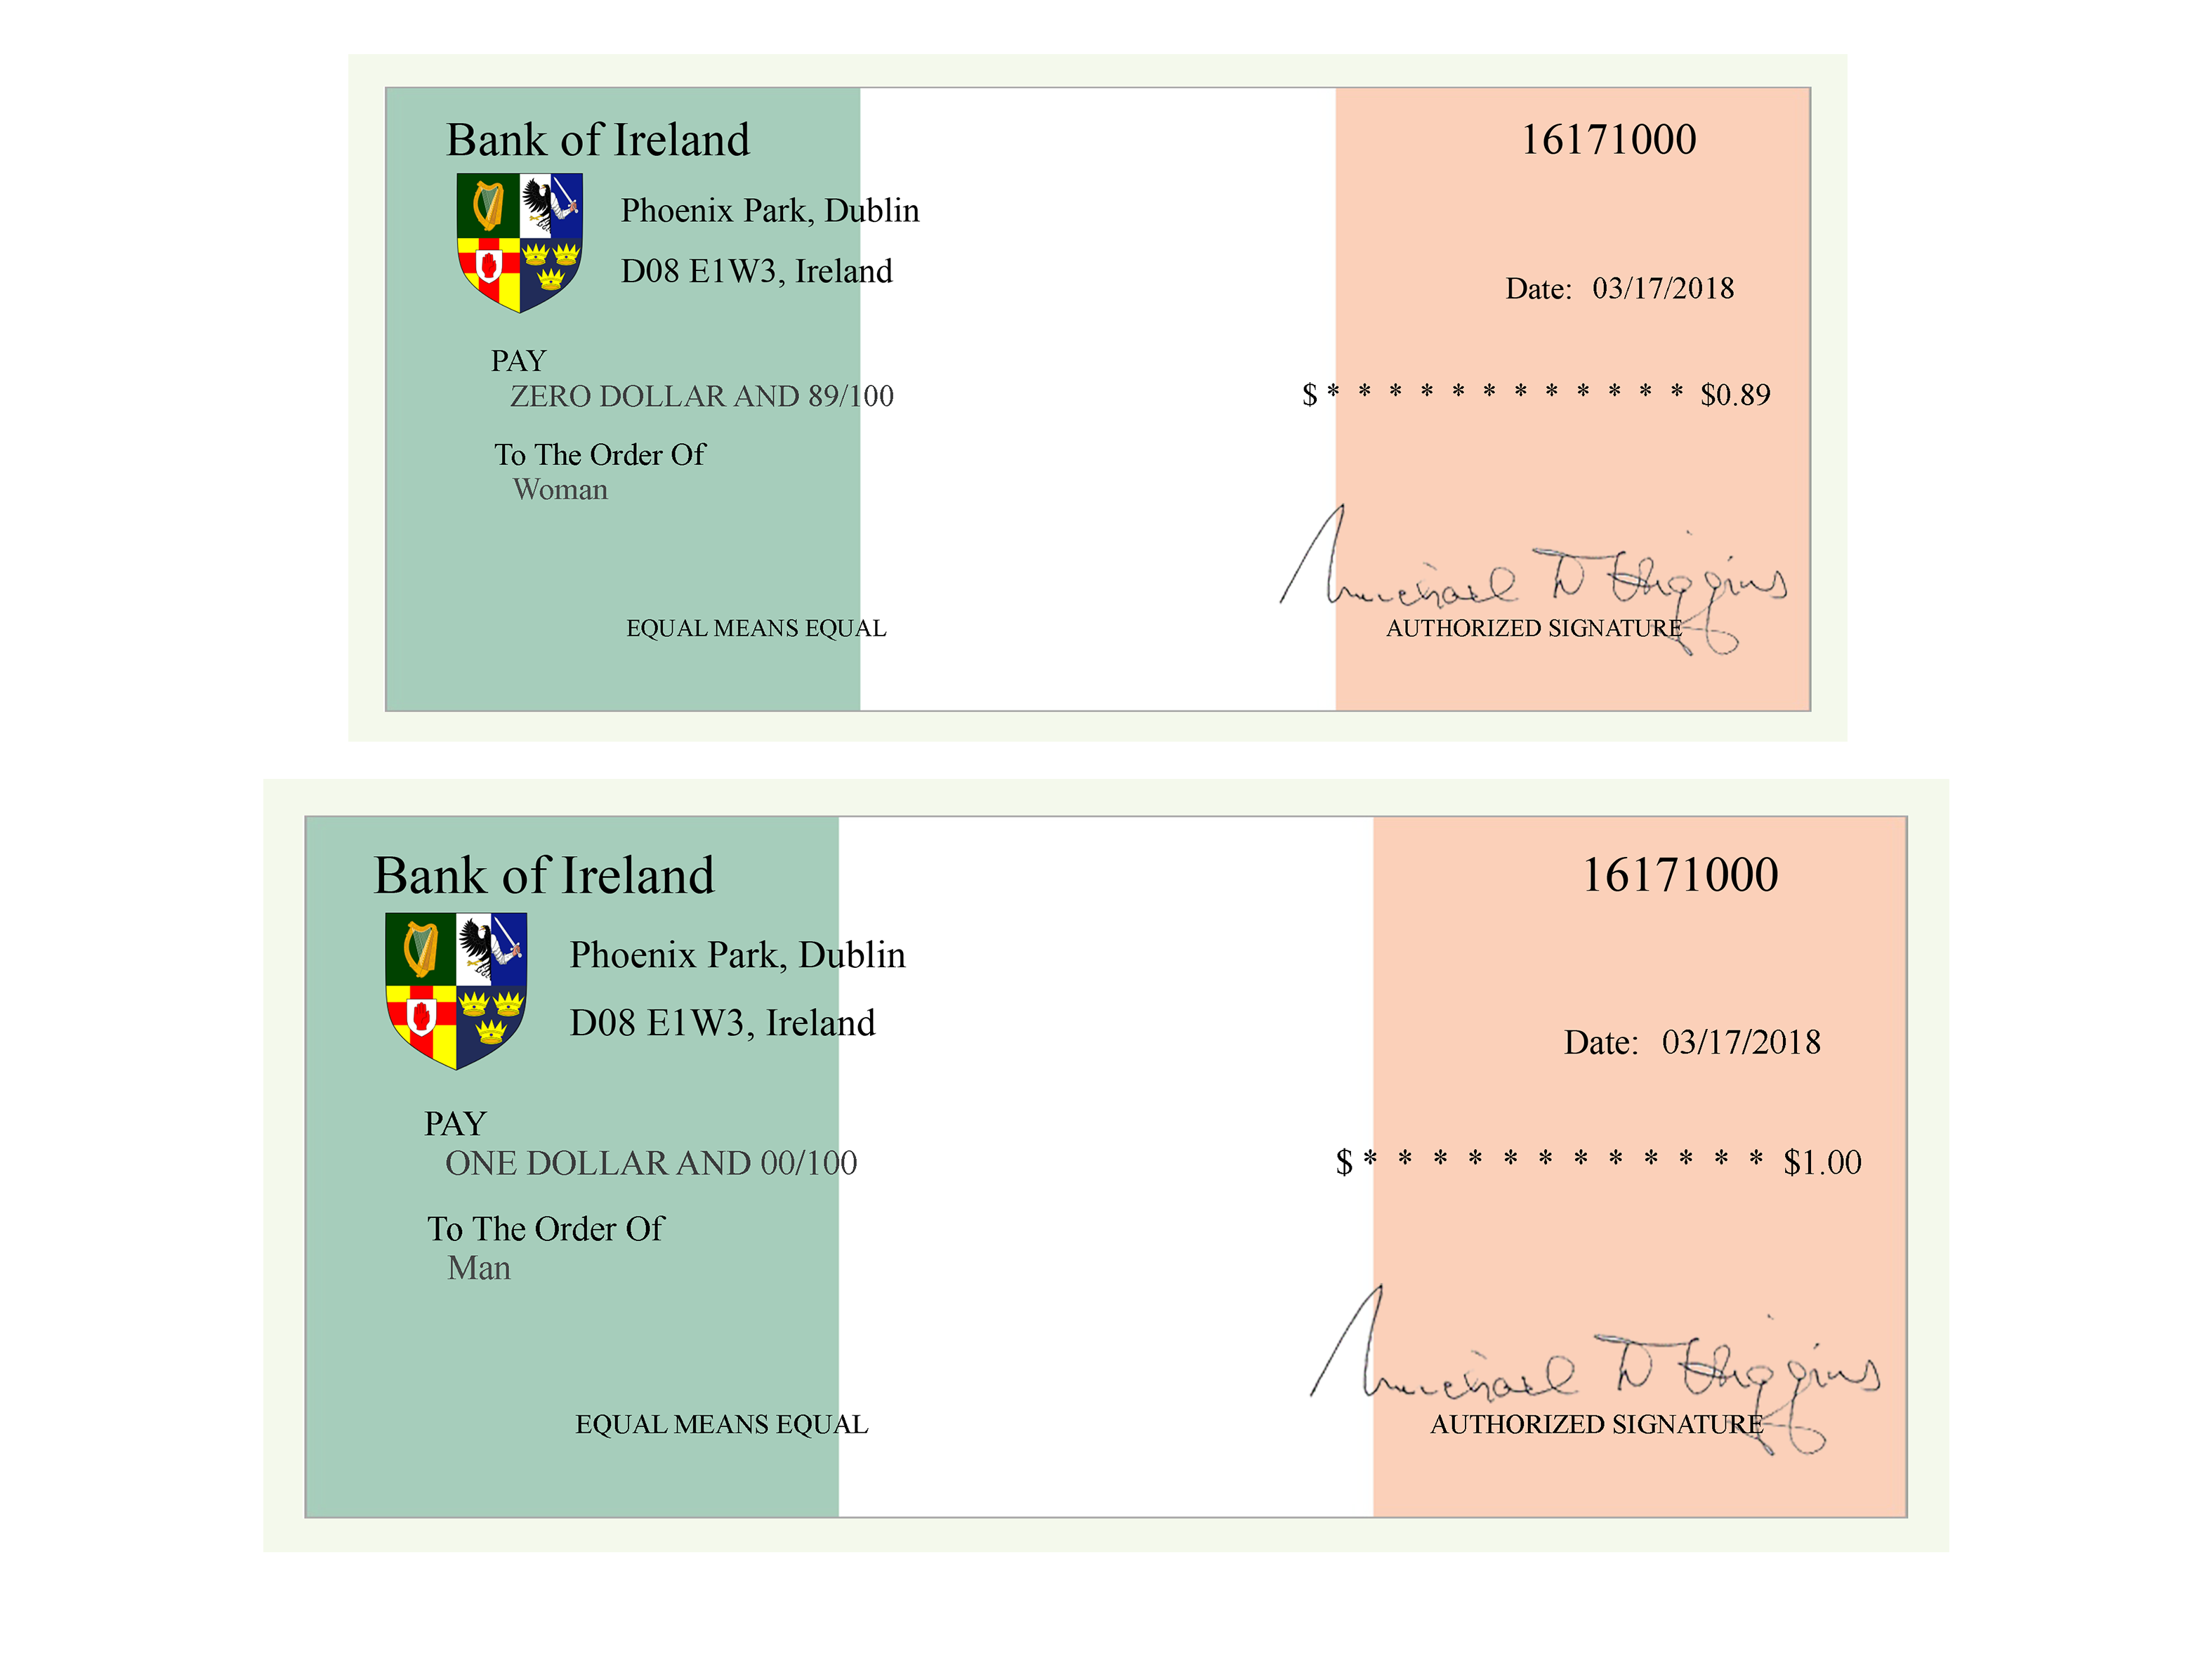 Bank of Ireland
16171000
Phoenix Park, Dublin
D08 E1W3, Ireland
Date: 03/17/2018
PAY
ZERO DOLLAR AND 89/100
$ * * * * * * * * * * * * $0.89
To The Order Of
Woman
Michael D Higgins
EQUAL MEANS EQUAL
AUTHORIZED SIGNATURE
Bank of Ireland
16171000
Phoenix Park, Dublin
D08 E1W3, Ireland
Date: 03/17/2018
PAY
ONE DOLLAR AND 00/100
$ * * * * * * * * * * * * $1.00
To The Order Of
Man
Michael D Higgins
EQUAL MEANS EQUAL
AUTHORIZED SIGNATURE